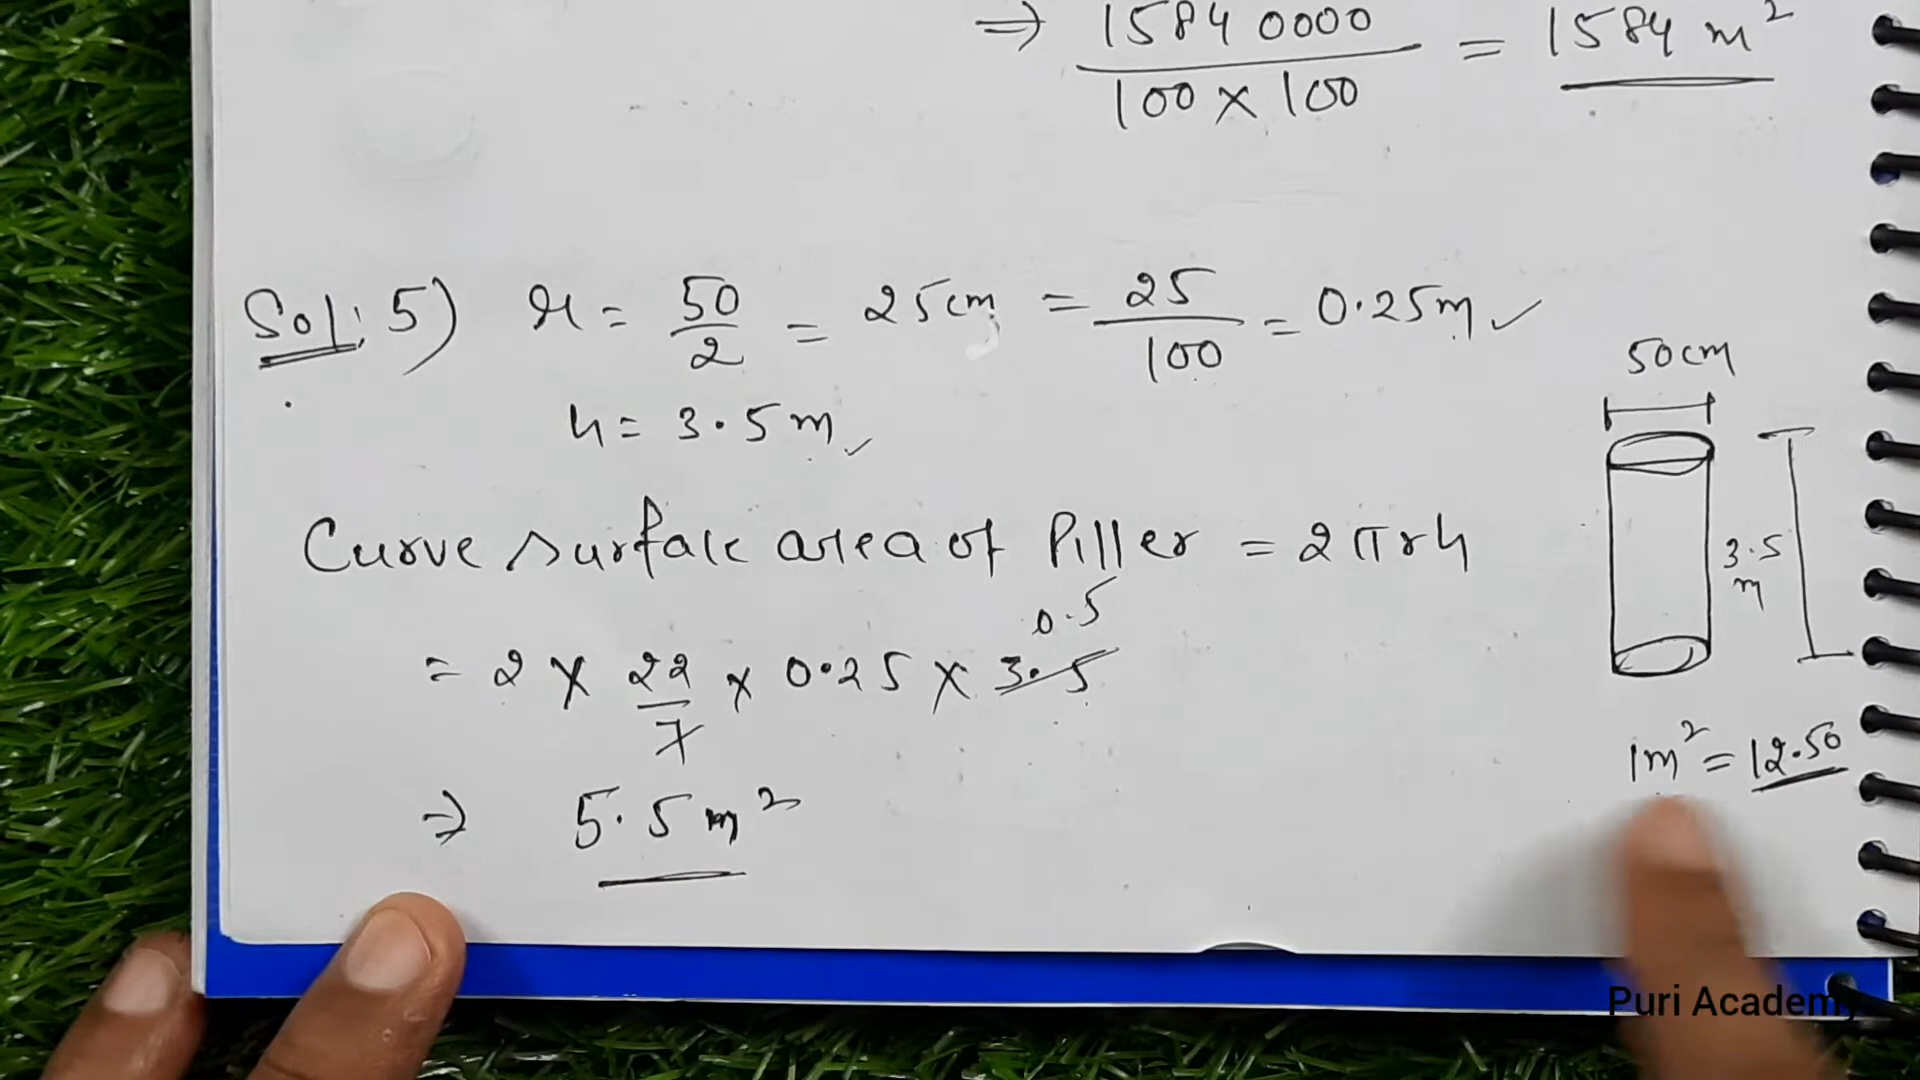 ⇒ 15840000 / 100 × 100 = 1584 m²
Sol: 5) r = 50/2 = 25cm = 25/100 = 0.25m ✓
h = 3.5m ✓
50cm
3.5 m
Curve surface area of Piller = 2πrh
0.5
= 2 × 22/7 × 0.25 × 3.5
1m² = 12.50
⇒ 5.5 m²
Puri Academy